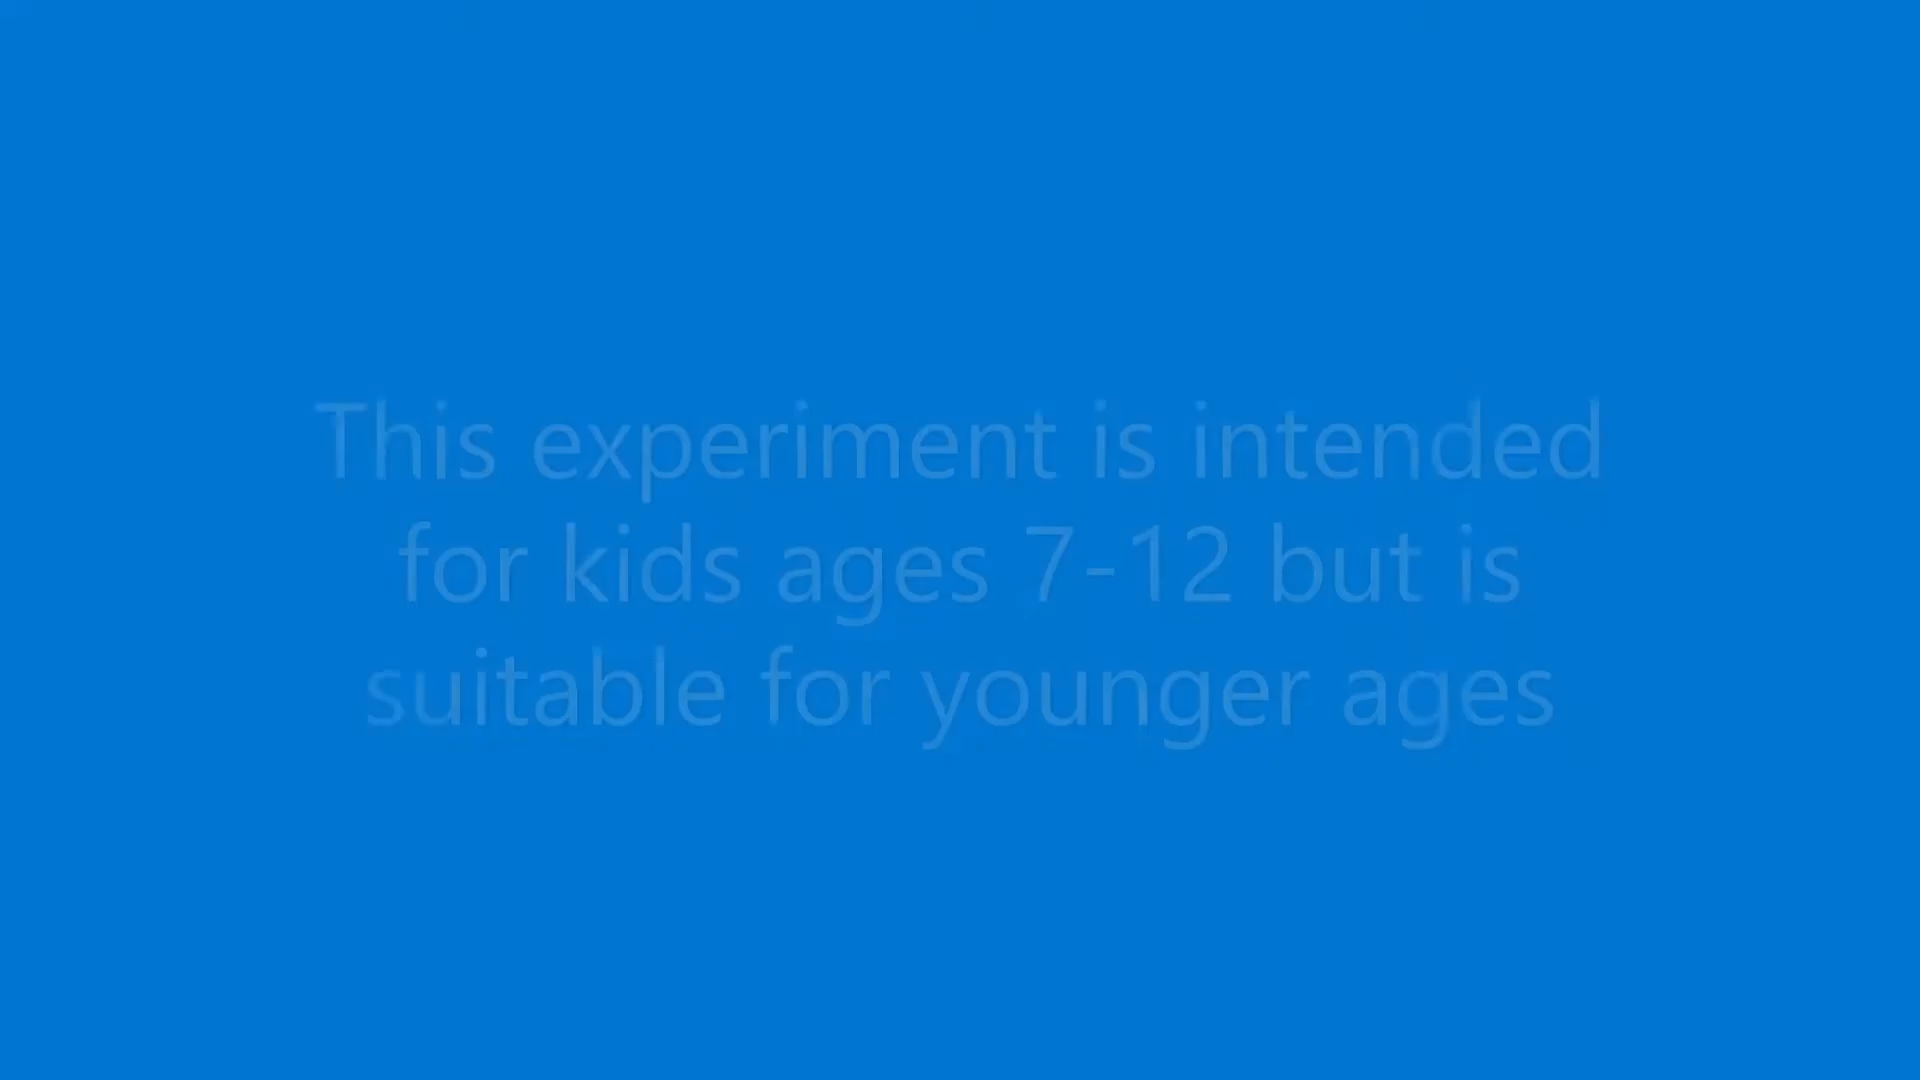 This experiment is intended
for kids ages 7-12 but is
suitable for younger ages